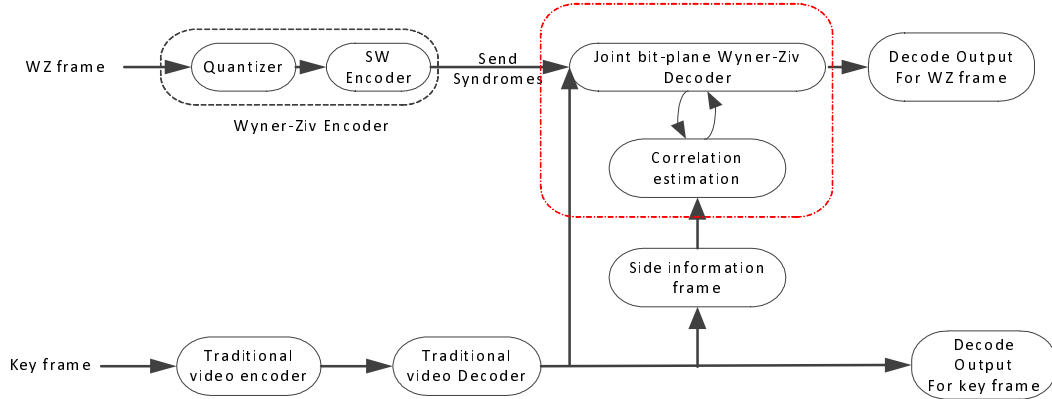 WZ frame
Quantizer
SW
Encoder
Wyner-Ziv Encoder
Send
Syndromes
Joint bit-plane Wyner-Ziv
Decoder
Decode Output
For WZ frame
Correlation
estimation
Side information
frame
Key frame
Traditional
video encoder
Traditional
video Decoder
Decode
Output
For key frame